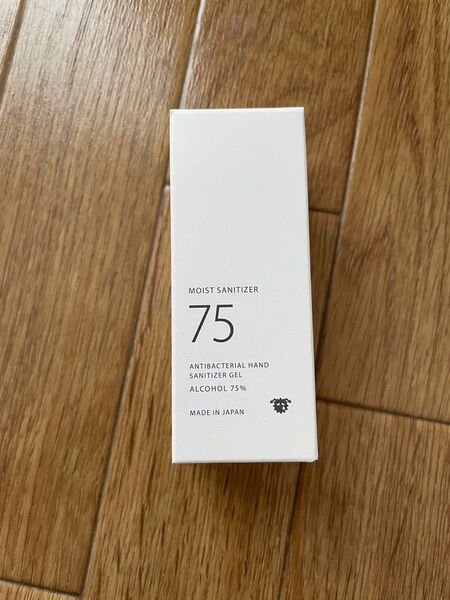 MOIST SANITIZER
75
ANTIBACTERIAL HAND
SANITIZER GEL
ALCOHOL 75%
MADE IN JAPAN